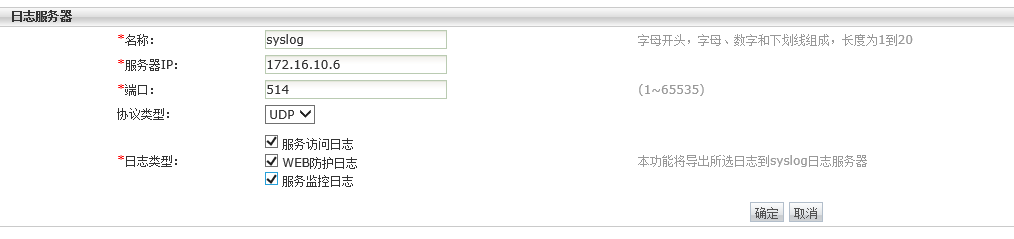 日志服务器
*名称： syslog 字母开头，字母、数字和下划线组成，长度为1到20
*服务器IP： 172.16.10.6
*端口： 514 (1~65535)
协议类型： UDP
服务访问日志
*日志类型： WEB防护日志 本功能将导出所选日志到syslog日志服务器
服务监控日志
确定 取消